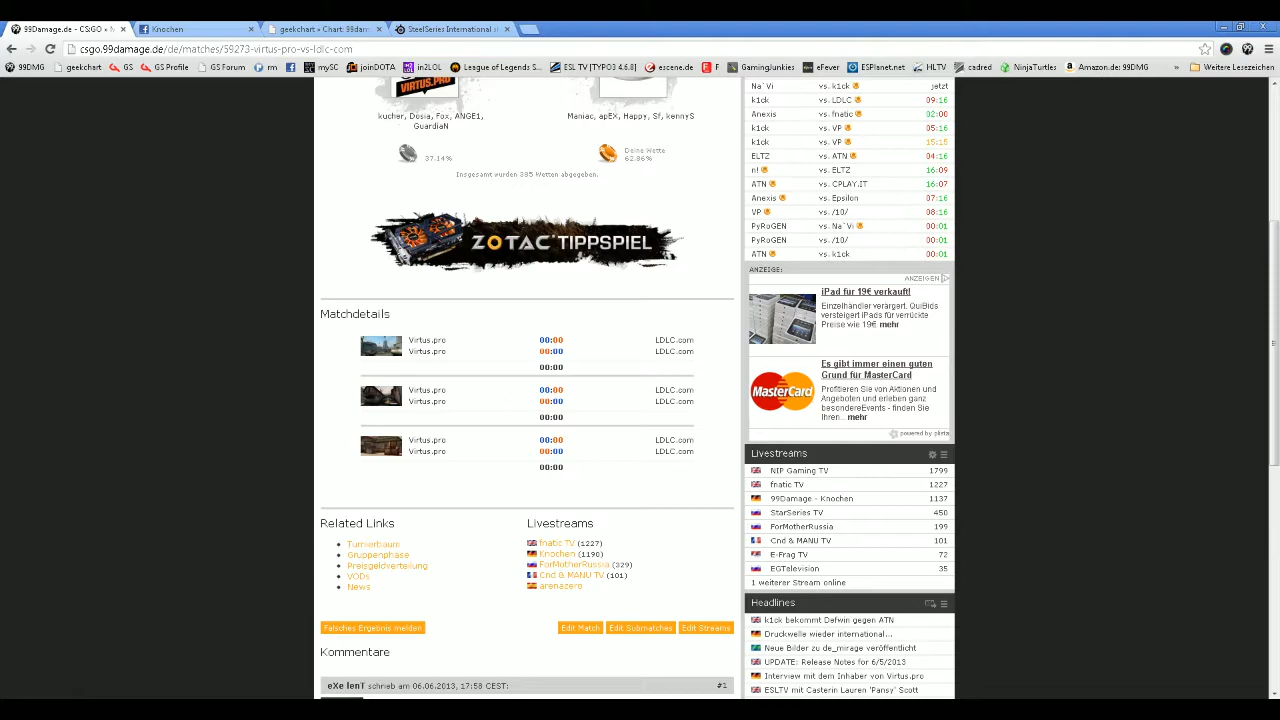 99Damage.de - CS:GO
Knochen
geekchart » Chart: 99dam
SteelSeries International
csgo.99damage.de/de/matches/59273-virtus-pro-vs-ldlc-com
99DMG
geekchart
GS
GS Profile
GS Forum
rm
mySC
joinDOTA
in2LOL
League of Legends S...
ESL TV [TYPO3 4.6.8]
escene.de
F
GamingJunkies
eFever
ESPlanet.net
HLTV
cadred
NinjaTurtles
Amazon.de: 99DMG
»
Weitere Lesezeichen
VIRTUS.PRO
kucher, Dosia, Fox, ANGE1,
GuardiaN
Maniac, apEX, Happy, Sf, kennyS
37.14%
Deine Wette
62.86%
Insgesamt wurden 385 Wetten abgegeben.
ZOTAC TIPPSPIEL
Matchdetails
Virtus.pro 00:00 LDLC.com
Virtus.pro 00:00 LDLC.com
00:00
Virtus.pro 00:00 LDLC.com
Virtus.pro 00:00 LDLC.com
00:00
Virtus.pro 00:00 LDLC.com
Virtus.pro 00:00 LDLC.com
00:00
Related Links
Turnierbaum
Gruppenphase
Preisgeldverteilung
VODs
News
Livestreams
fnatic TV (1227)
Knochen (1190)
ForMotherRussia (329)
Cnd & MANU TV (101)
arenazero
Falsches Ergebnis melden
Edit Match
Edit Submatches
Edit Streams
Kommentare
eXe lenT schrieb am 06.06.2013, 17:58 CEST: #1
Na`Vi vs. k1ck jetzt
k1ck vs. LDLC 09:16
Anexis vs. fnatic 02:00
k1ck vs. VP 05:16
k1ck vs. VP 15:15
ELTZ vs. ATN 04:16
n! vs. ELTZ 16:09
ATN vs. CPLAY.IT 16:07
Anexis vs. Epsilon 07:16
VP vs. /10/ 08:16
PyRoGEN vs. Na`Vi 00:01
PyRoGEN vs. /10/ 00:01
ATN vs. k1ck 00:01
ANZEIGE:
ANZEIGEN
iPad für 19€ verkauft!
Einzelhändler verärgert. QuiBids
versteigert iPads für verrückte
Preise wie 19€ mehr
MasterCard
Es gibt immer einen guten
Grund für MasterCard
Profitieren Sie von Aktionen
und Angeboten und erleben ganz
besondereEvents - finden Sie
Ihren... mehr
powered by plista
Livestreams
NIP Gaming TV 1799
fnatic TV 1227
99Damage - Knochen 1137
StarSeries TV 450
ForMotherRussia 199
Cnd & MANU TV 101
E-Frag TV 72
EGTelevision 35
1 weiterer Stream online
Headlines
k1ck bekommt Defwin gegen ATN
Druckwelle wieder international...
Neue Bilder zu de_mirage veröffentlicht
UPDATE: Release Notes for 6/5/2013
Interview mit dem Inhaber von Virtus.pro
ESLTV mit Casterin Lauren 'Pansy' Scott